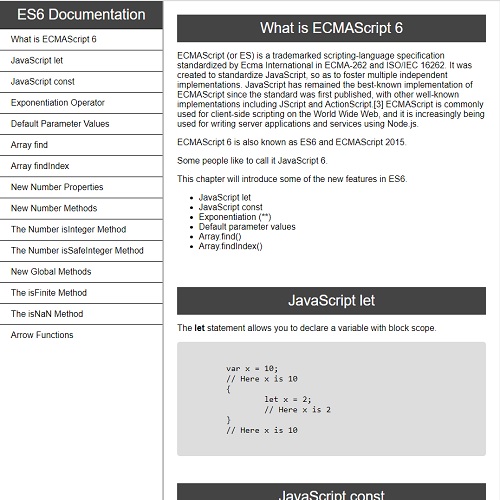 ES6 Documentation
What is ECMAScript 6
JavaScript let
JavaScript const
Exponentiation Operator
Default Parameter Values
Array find
Array findIndex
New Number Properties
New Number Methods
The Number isInteger Method
The Number isSafeInteger Method
New Global Methods
The isFinite Method
The isNaN Method
Arrow Functions
What is ECMAScript 6
ECMAScript (or ES) is a trademarked scripting-language specification
standardized by Ecma International in ECMA-262 and ISO/IEC 16262. It was
created to standardize JavaScript, so as to foster multiple independent
implementations. JavaScript has remained the best-known implementation of
ECMAScript since the standard was first published, with other well-known
implementations including JScript and ActionScript.[3] ECMAScript is commonly
used for client-side scripting on the World Wide Web, and it is increasingly being
used for writing server applications and services using Node.js.
ECMAScript 6 is also known as ES6 and ECMAScript 2015.
Some people like to call it JavaScript 6.
This chapter will introduce some of the new features in ES6.
JavaScript let
JavaScript const
Exponentiation (**)
Default parameter values
Array.find()
Array.findIndex()
JavaScript let
The let statement allows you to declare a variable with block scope.
var x = 10;
// Here x is 10
{
let x = 2;
// Here x is 2
}
// Here x is 10
JavaScript const